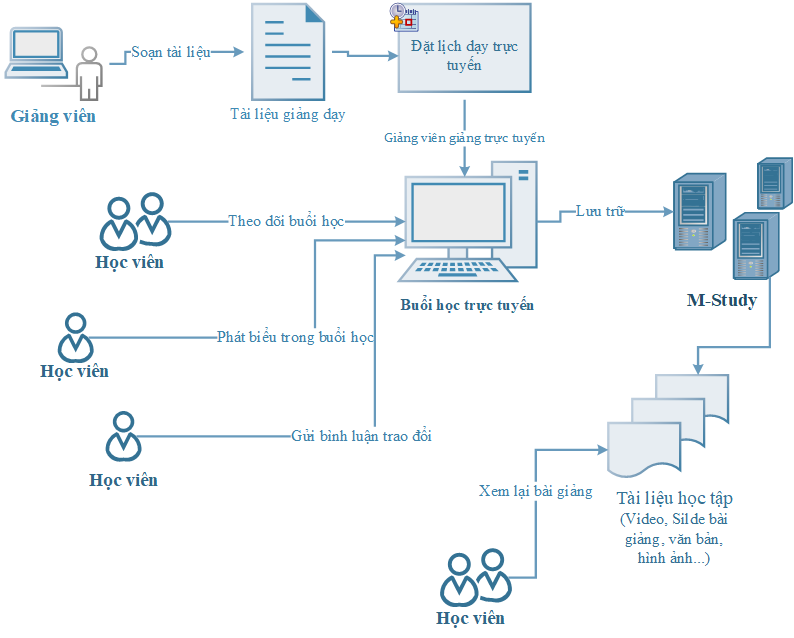 Soạn tài liệu
Giảng viên
Tài liệu giảng dạy
Đặt lịch dạy trực
tuyến
Giảng viên giảng trực tuyến
Theo dõi buổi học
Học viên
Buổi học trực tuyến
Lưu trữ
M-Study
Phát biểu trong buổi học
Học viên
Gửi bình luận trao đổi
Học viên
Xem lại bài giảng
Tài liệu học tập
(Video, Silde bài
giảng, văn bản,
hình ảnh...)
Học viên